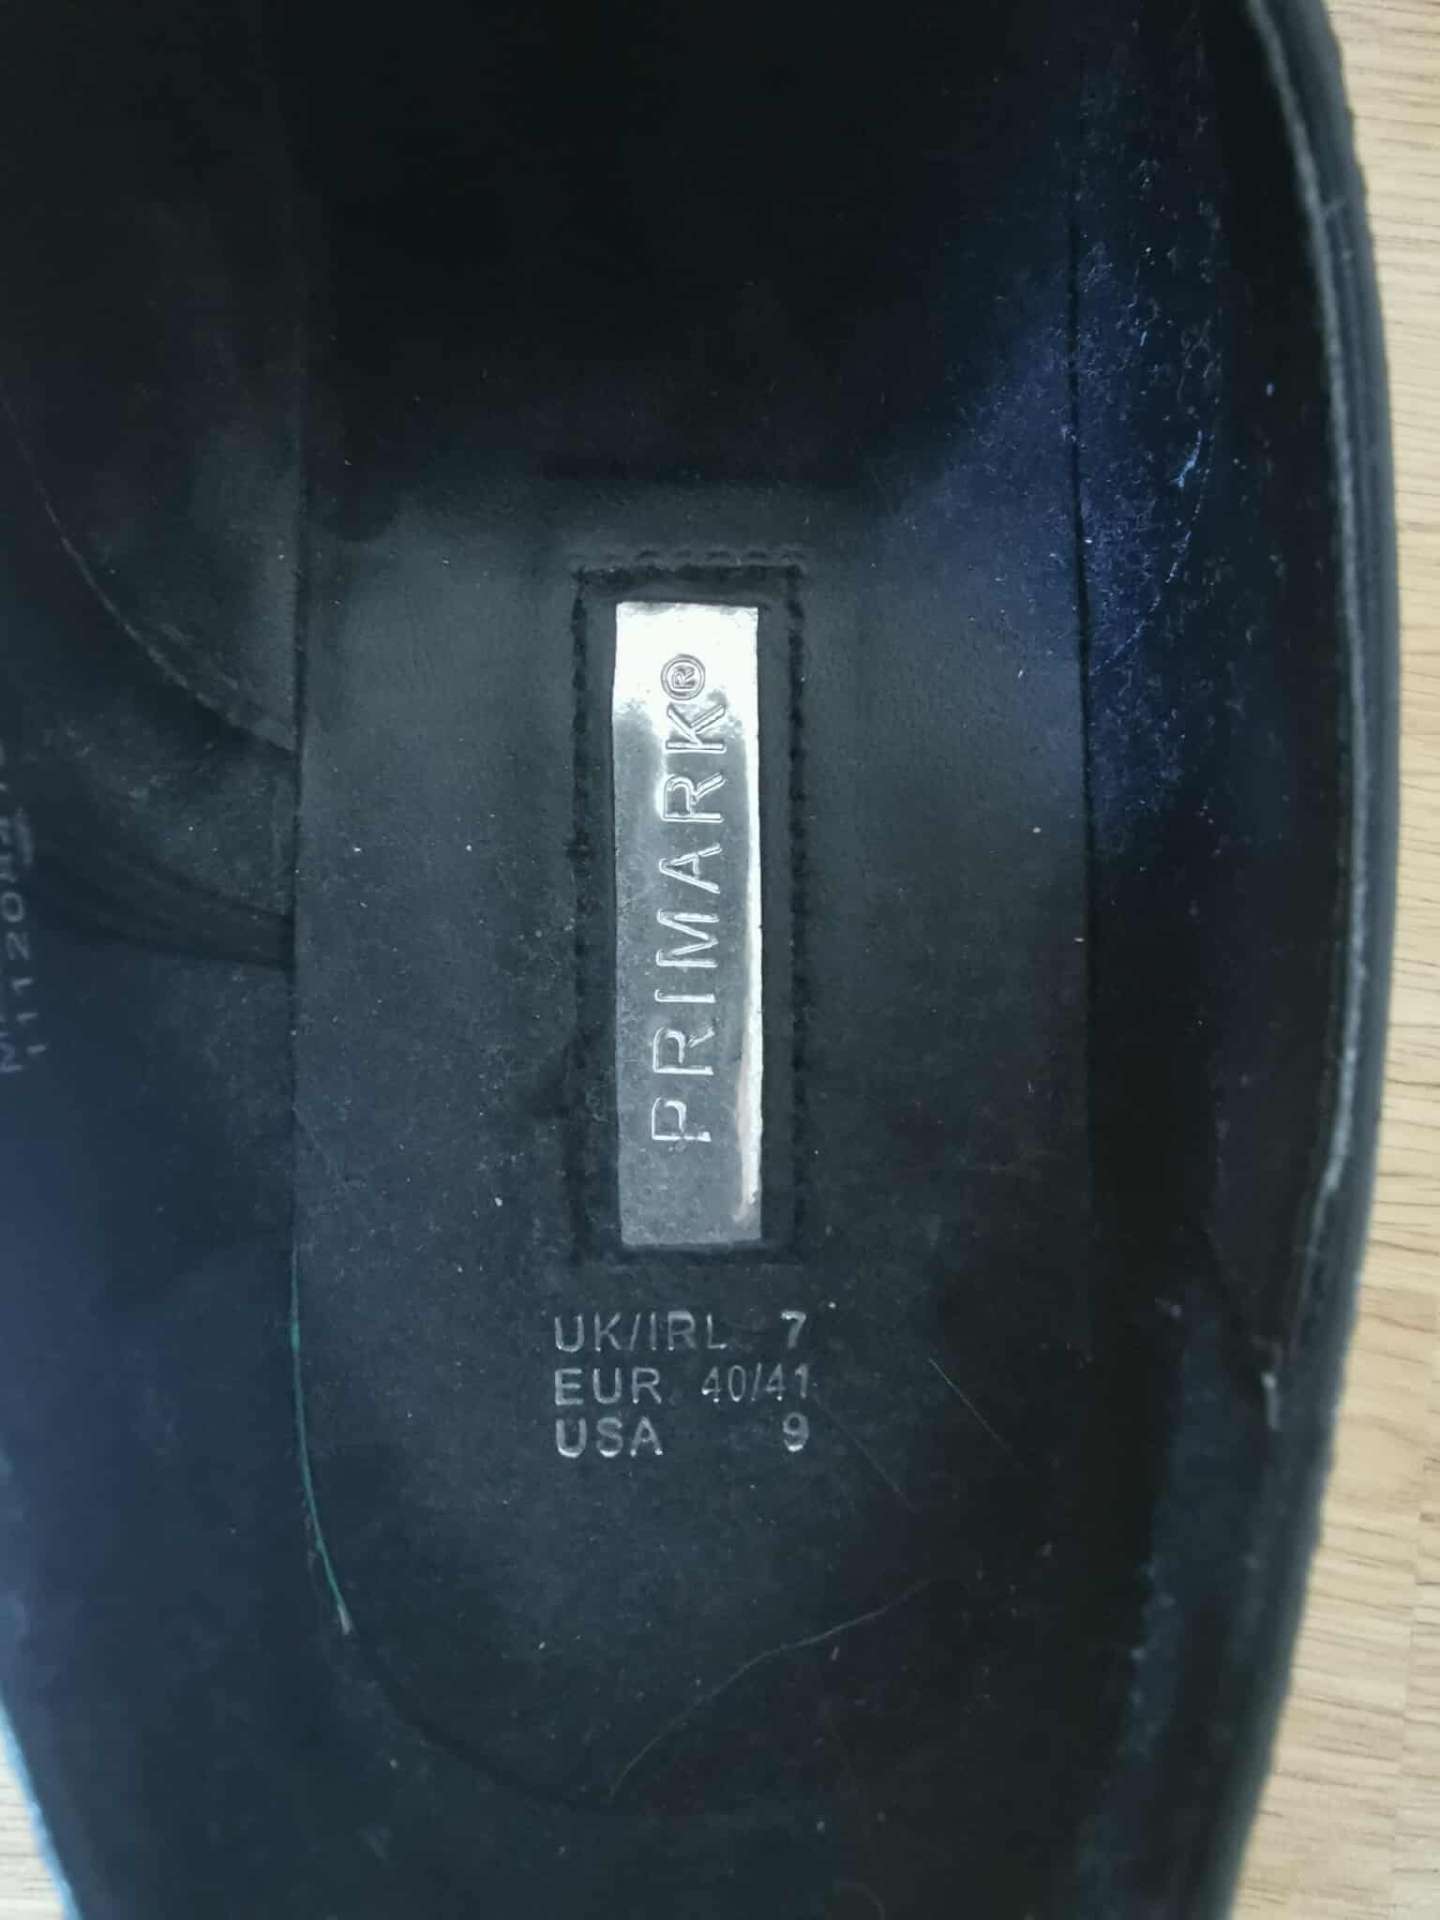 PRIMARK®
UK/IRL 7
EUR 40/41
USA 9